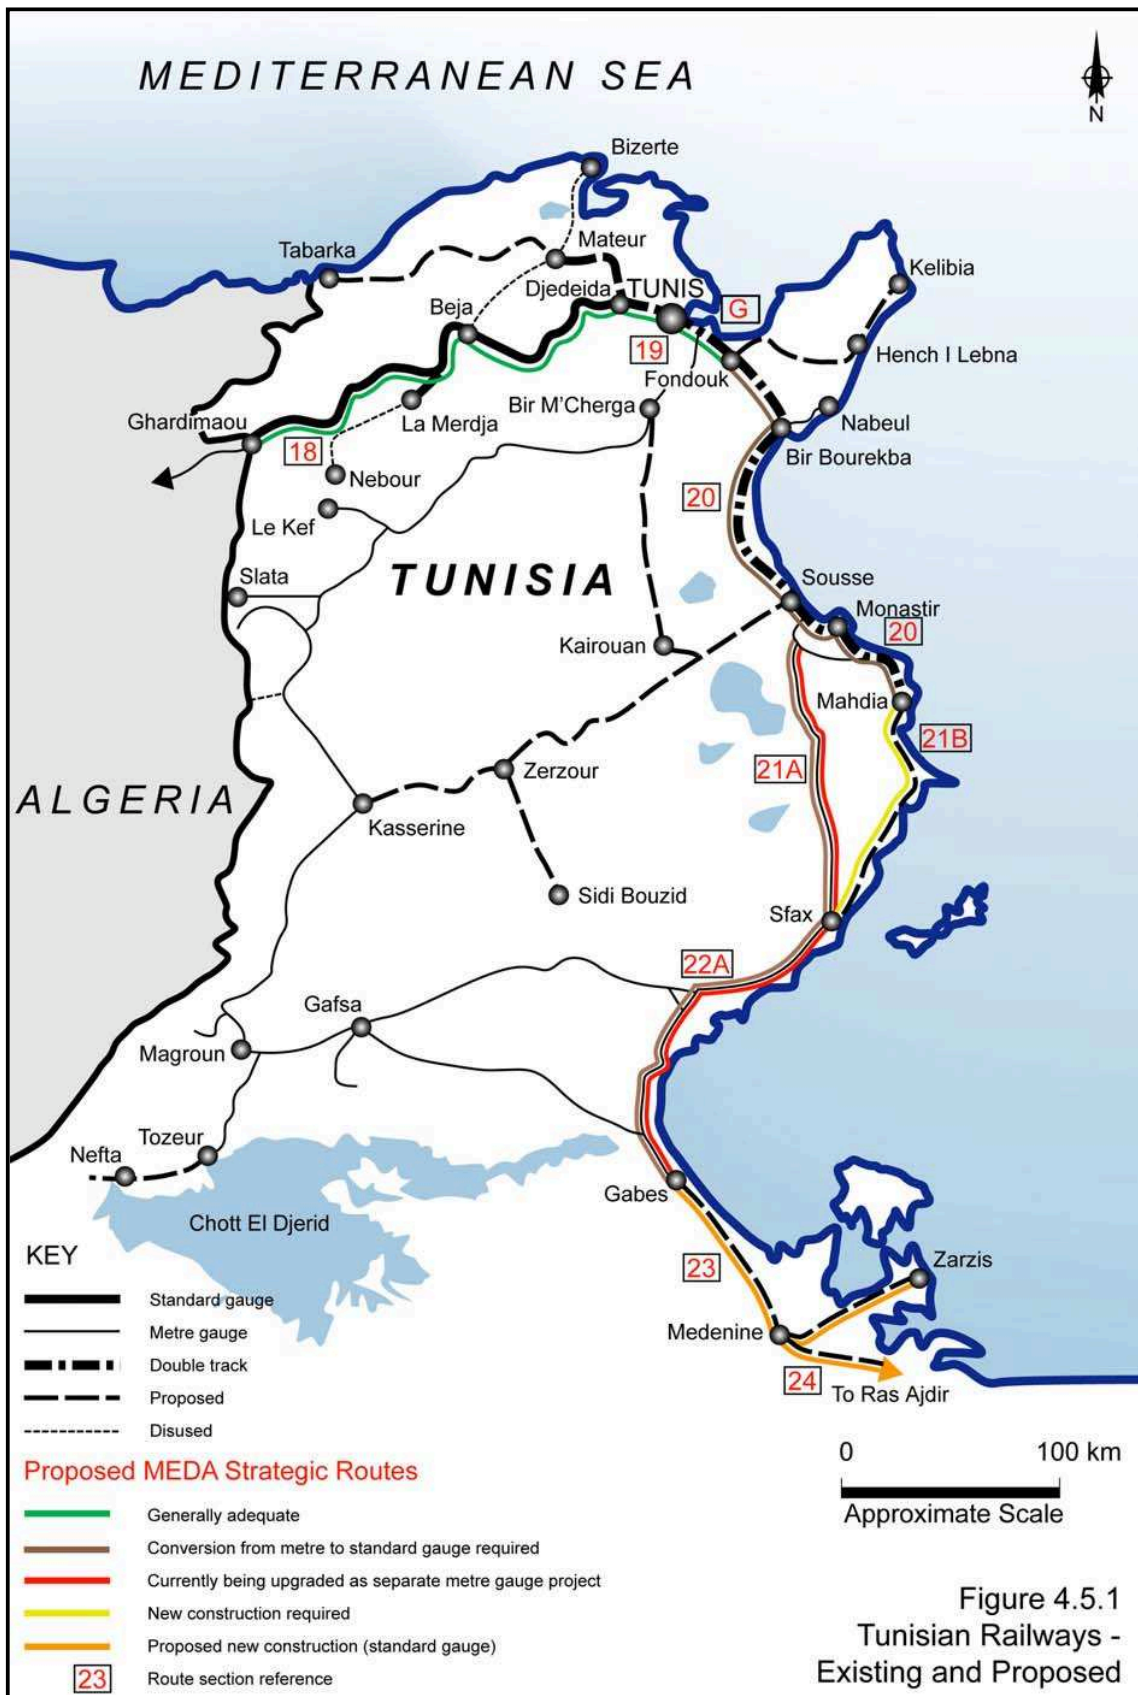 MEDITERRANEAN SEA
N
Bizerte
Tabarka
Mateur
Kelibia
Djedeida
TUNIS
G
Beja
19
Hench I Lebna
Fondouk
Ghardimaou
La Merdja
Bir M'Cherga
Nabeul
18
Bir Bourekba
Nebour
20
Le Kef
Slata
TUNISIA
Sousse
Monastir
20
Kairouan
Mahdia
21B
Zerzour
21A
ALGERIA
Kasserine
Sidi Bouzid
Sfax
22A
Gafsa
Magroun
Tozeur
Nefta
Gabes
Chott El Djerid
Zarzis
23
Medenine
24
To Ras Ajdir
KEY
Standard gauge
Metre gauge
Double track
Proposed
Disused
Proposed MEDA Strategic Routes
Generally adequate
Conversion from metre to standard gauge required
Currently being upgraded as separate metre gauge project
New construction required
Proposed new construction (standard gauge)
23 Route section reference
0 100 km
Approximate Scale
Figure 4.5.1
Tunisian Railways -
Existing and Proposed